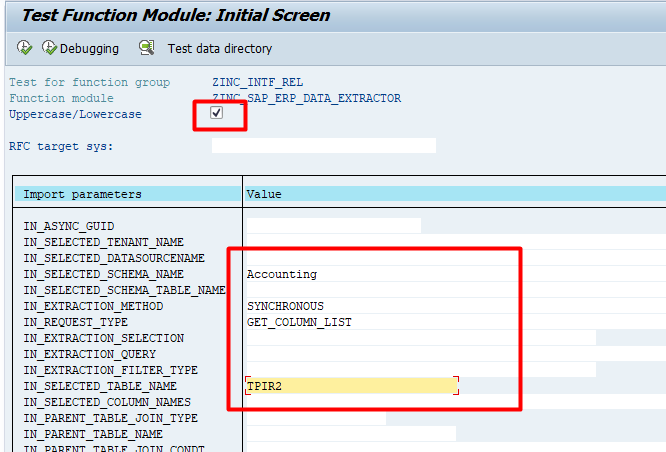 Test Function Module: Initial Screen
Debugging Test data directory
Test for function group ZINC_INTF_REL
Function module ZINC_SAP_ERP_DATA_EXTRACTOR
Uppercase/Lowercase
RFC target sys:
Import parameters Value
IN_ASYNC_GUID
IN_SELECTED_TENANT_NAME
IN_SELECTED_DATASOURCENAME
IN_SELECTED_SCHEMA_NAME Accounting
IN_SELECTED_SCHEMA_TABLE_NAME
IN_EXTRACTION_METHOD SYNCHRONOUS
IN_REQUEST_TYPE GET_COLUMN_LIST
IN_EXTRACTION_SELECTION
IN_EXTRACTION_QUERY
IN_EXTRACTION_FILTER_TYPE
IN_SELECTED_TABLE_NAME TPIR2
IN_SELECTED_COLUMN_NAMES
IN_PARENT_TABLE_JOIN_TYPE
IN_PARENT_TABLE_NAME
IN_PARENT_TABLE_JOIN_CONDT